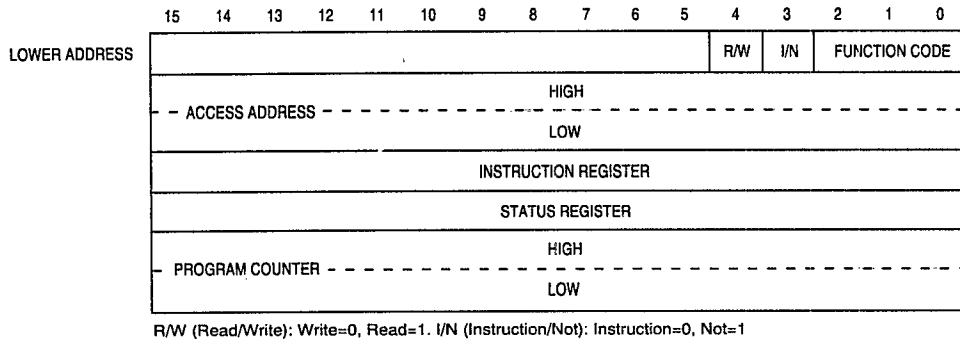 15 14 13 12 11 10 9 8 7 6 5 4 3 2 1 0
LOWER ADDRESS R/W I/N FUNCTION CODE
HIGH
ACCESS ADDRESS
LOW
INSTRUCTION REGISTER
STATUS REGISTER
HIGH
PROGRAM COUNTER
LOW
R/W (Read/Write): Write=0, Read=1. I/N (Instruction/Not): Instruction=0, Not=1